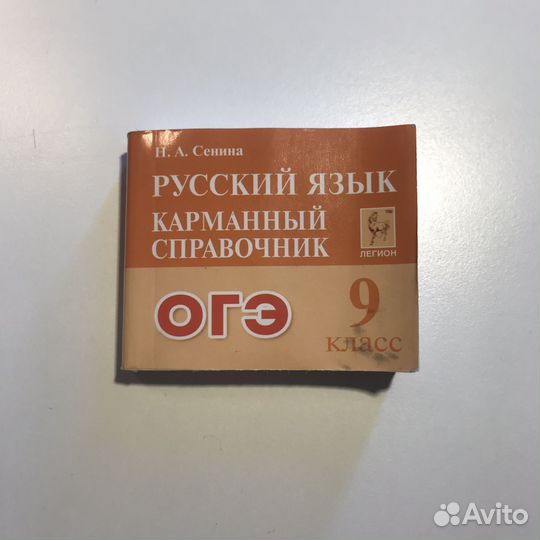 Н. А. Сенина
РУССКИЙ ЯЗЫК
КАРМАННЫЙ
СПРАВОЧНИК
ЛЕГИОН
ОГЭ
9
класс
Avito